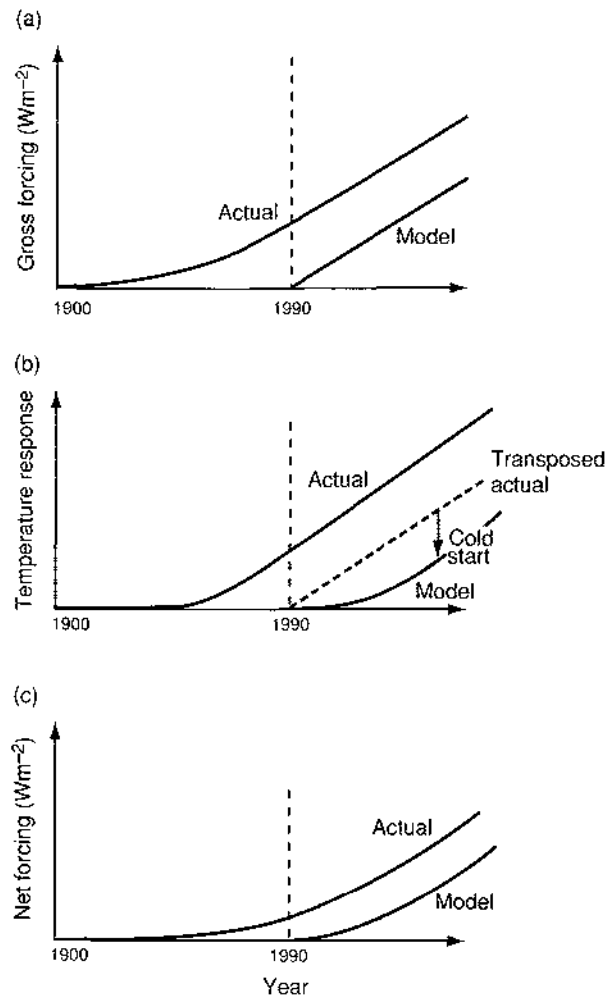 (a)
Gross forcing (Wm⁻²)
Actual
Model
1900
1990
(b)
Temperature response
Actual
Transposed
actual
Cold
start
Model
1900
1990
(c)
Net forcing (Wm⁻²)
Actual
Model
1900
1990
Year